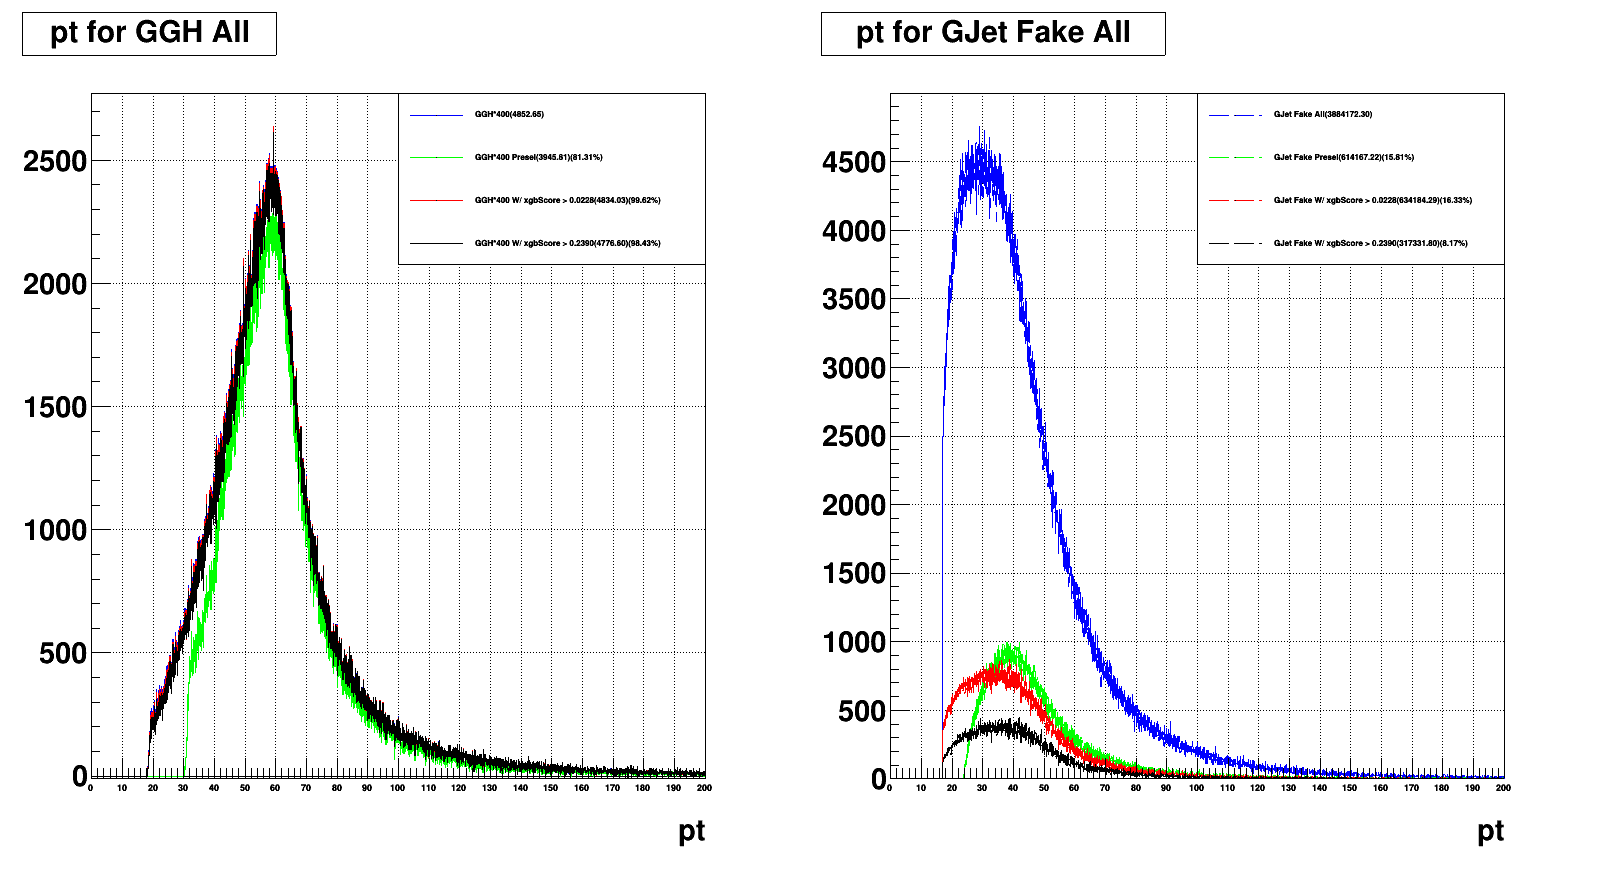 pt for GGH All
GGH*400(4852.65)
GGH*400 Presel(3945.81)(81.31%)
GGH*400 W/ xgbScore > 0.0228(4834.03)(99.62%)
GGH*400 W/ xgbScore > 0.2390(4776.60)(98.43%)
2500
2000
1500
1000
500
0
0 10 20 30 40 50 60 70 80 90 100 110 120 130 140 150 160 170 180 190 200
pt
pt for GJet Fake All
GJet Fake All(3884172.30)
GJet Fake Presel(614167.22)(15.81%)
GJet Fake W/ xgbScore > 0.0228(634184.29)(16.33%)
GJet Fake W/ xgbScore > 0.2390(317331.80)(8.17%)
4500
4000
3500
3000
2500
2000
1500
1000
500
0
0 10 20 30 40 50 60 70 80 90 100 110 120 130 140 150 160 170 180 190 200
pt